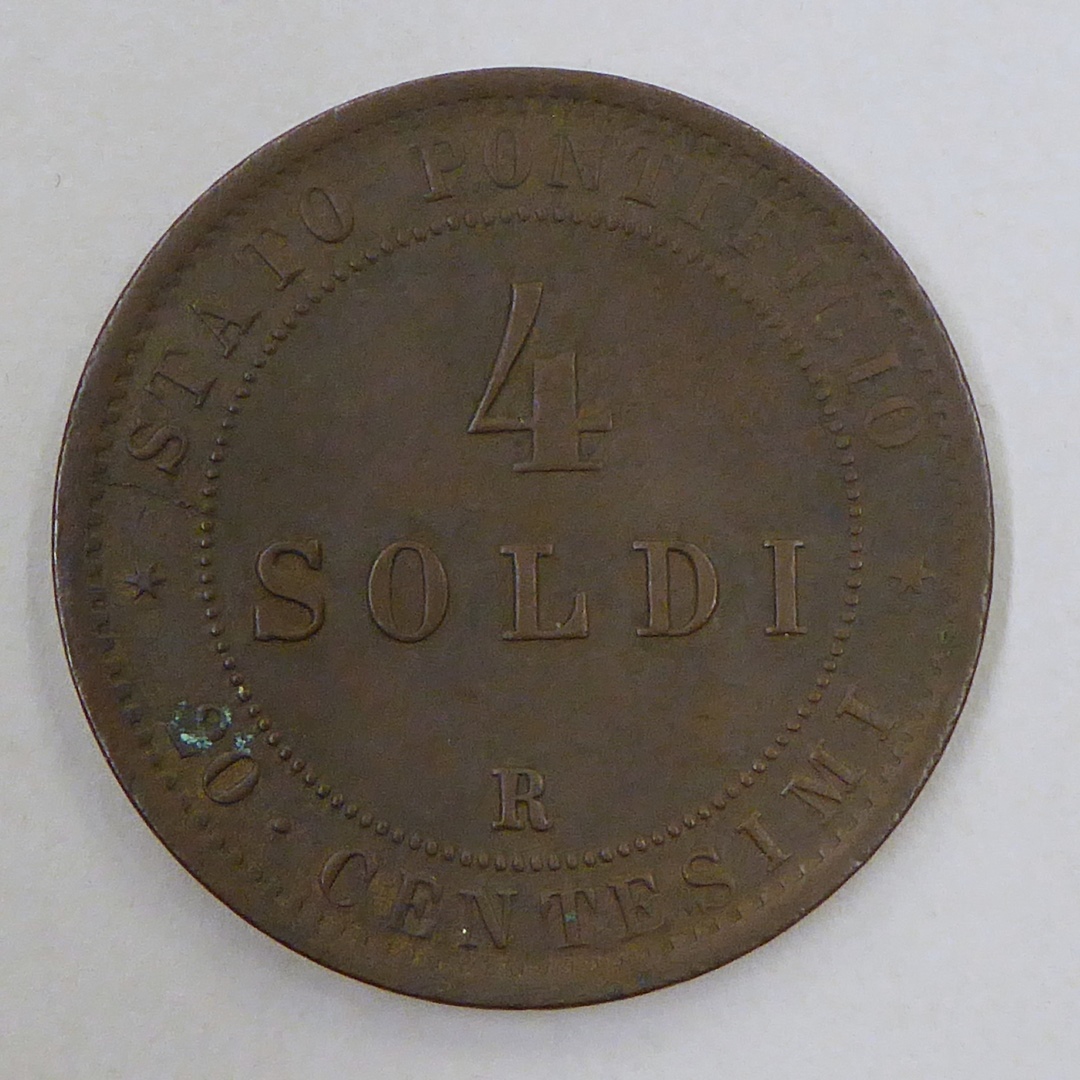 STATO PONTIFICIO
4
SOLDI
R
20. CENTESIMI